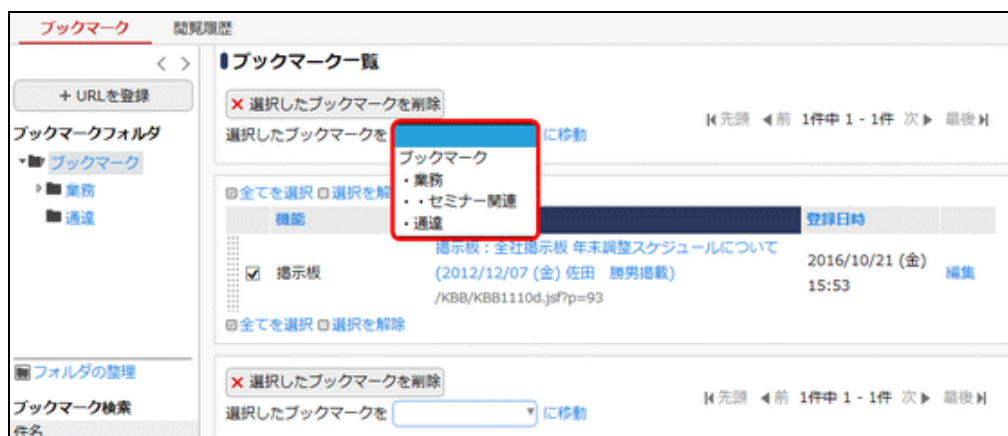 ブックマーク 閲覧履歴
< >
+ URLを登録
ブックマークフォルダ
ブックマーク
業務
通達
フォルダの整理
ブックマーク検索
件名
ブックマーク一覧
選択したブックマークを削除
先頭 前 1件中 1 - 1件 次 最後
選択したブックマークを に移動
ブックマーク
・業務
・・セミナー関連
・通達
全てを選択 選択を解
機能 登録日時
掲示板 掲示板：全社掲示板 年末調整スケジュールについて
(2012/12/07 (金) 佐田 勝男掲載)
/KBB/KBB1110d.jsf?p=93
2016/10/21 (金)
15:53
編集
全てを選択 選択を解除
選択したブックマークを削除
先頭 前 1件中 1 - 1件 次 最後
選択したブックマークを に移動